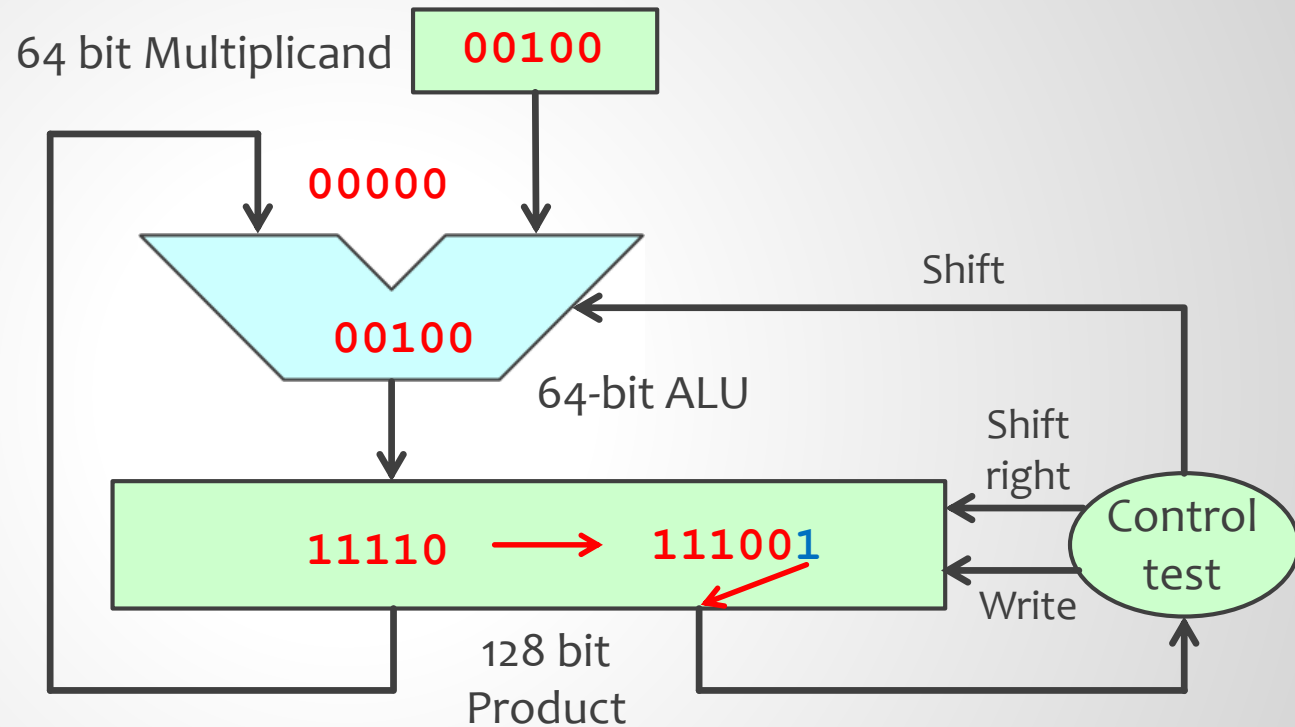 64 bit Multiplicand
00100
00000
Shift
00100
64-bit ALU
Shift
right
11110
111001
Control
test
Write
128 bit
Product